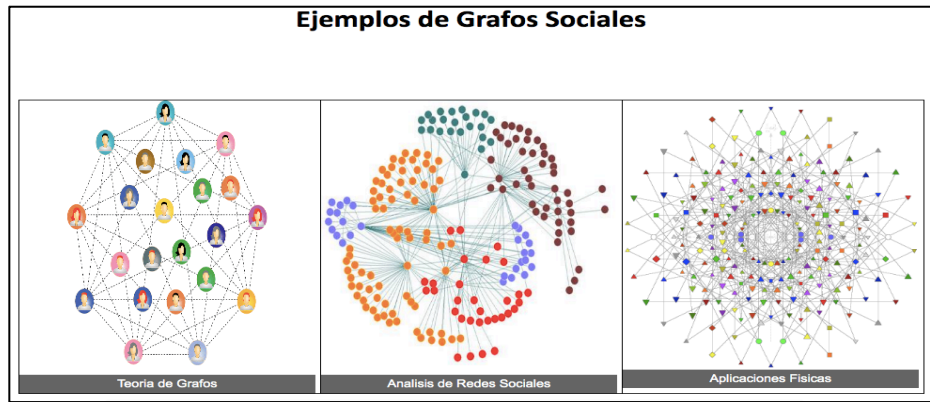 Ejemplos de Grafos Sociales
Teoria de Grafos
Analisis de Redes Sociales
Aplicaciones Fisicas